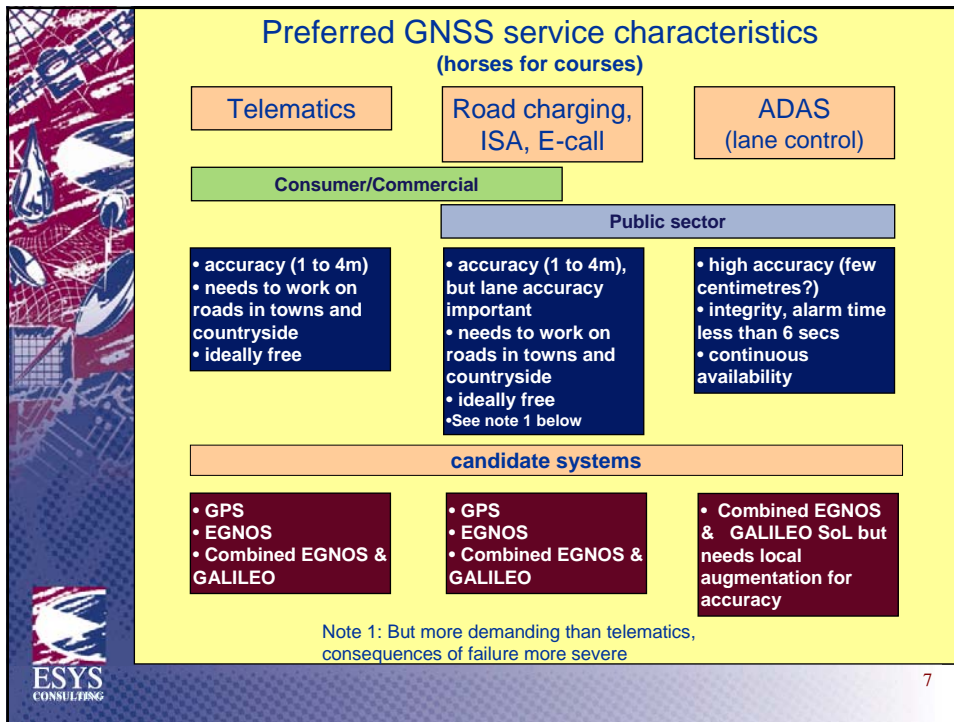 Preferred GNSS service characteristics
(horses for courses)
Telematics
Road charging,
ISA, E-call
ADAS
(lane control)
Consumer/Commercial
Public sector
• accuracy (1 to 4m)
• needs to work on
roads in towns and
countryside
• ideally free
• accuracy (1 to 4m),
but lane accuracy
important
• needs to work on
roads in towns and
countryside
• ideally free
•See note 1 below
• high accuracy (few
centimetres?)
• integrity, alarm time
less than 6 secs
• continuous
availability
candidate systems
• GPS
• EGNOS
• Combined EGNOS &
GALILEO
• GPS
• EGNOS
• Combined EGNOS &
GALILEO
• Combined EGNOS
& GALILEO SoL but
needs local
augmentation for
accuracy
Note 1: But more demanding than telematics,
consequences of failure more severe
ESYS
CONSULTING
7